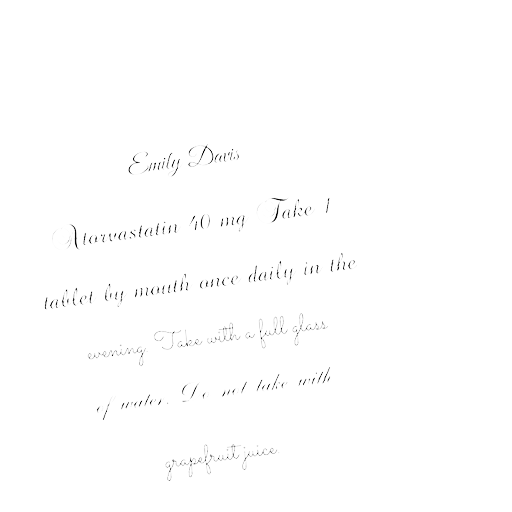 Emily Davis
Atorvastatin 40 mg Take 1
tablet by mouth once daily in the
evening Take with a full glass
of water. Do not take with
grapefruit juice